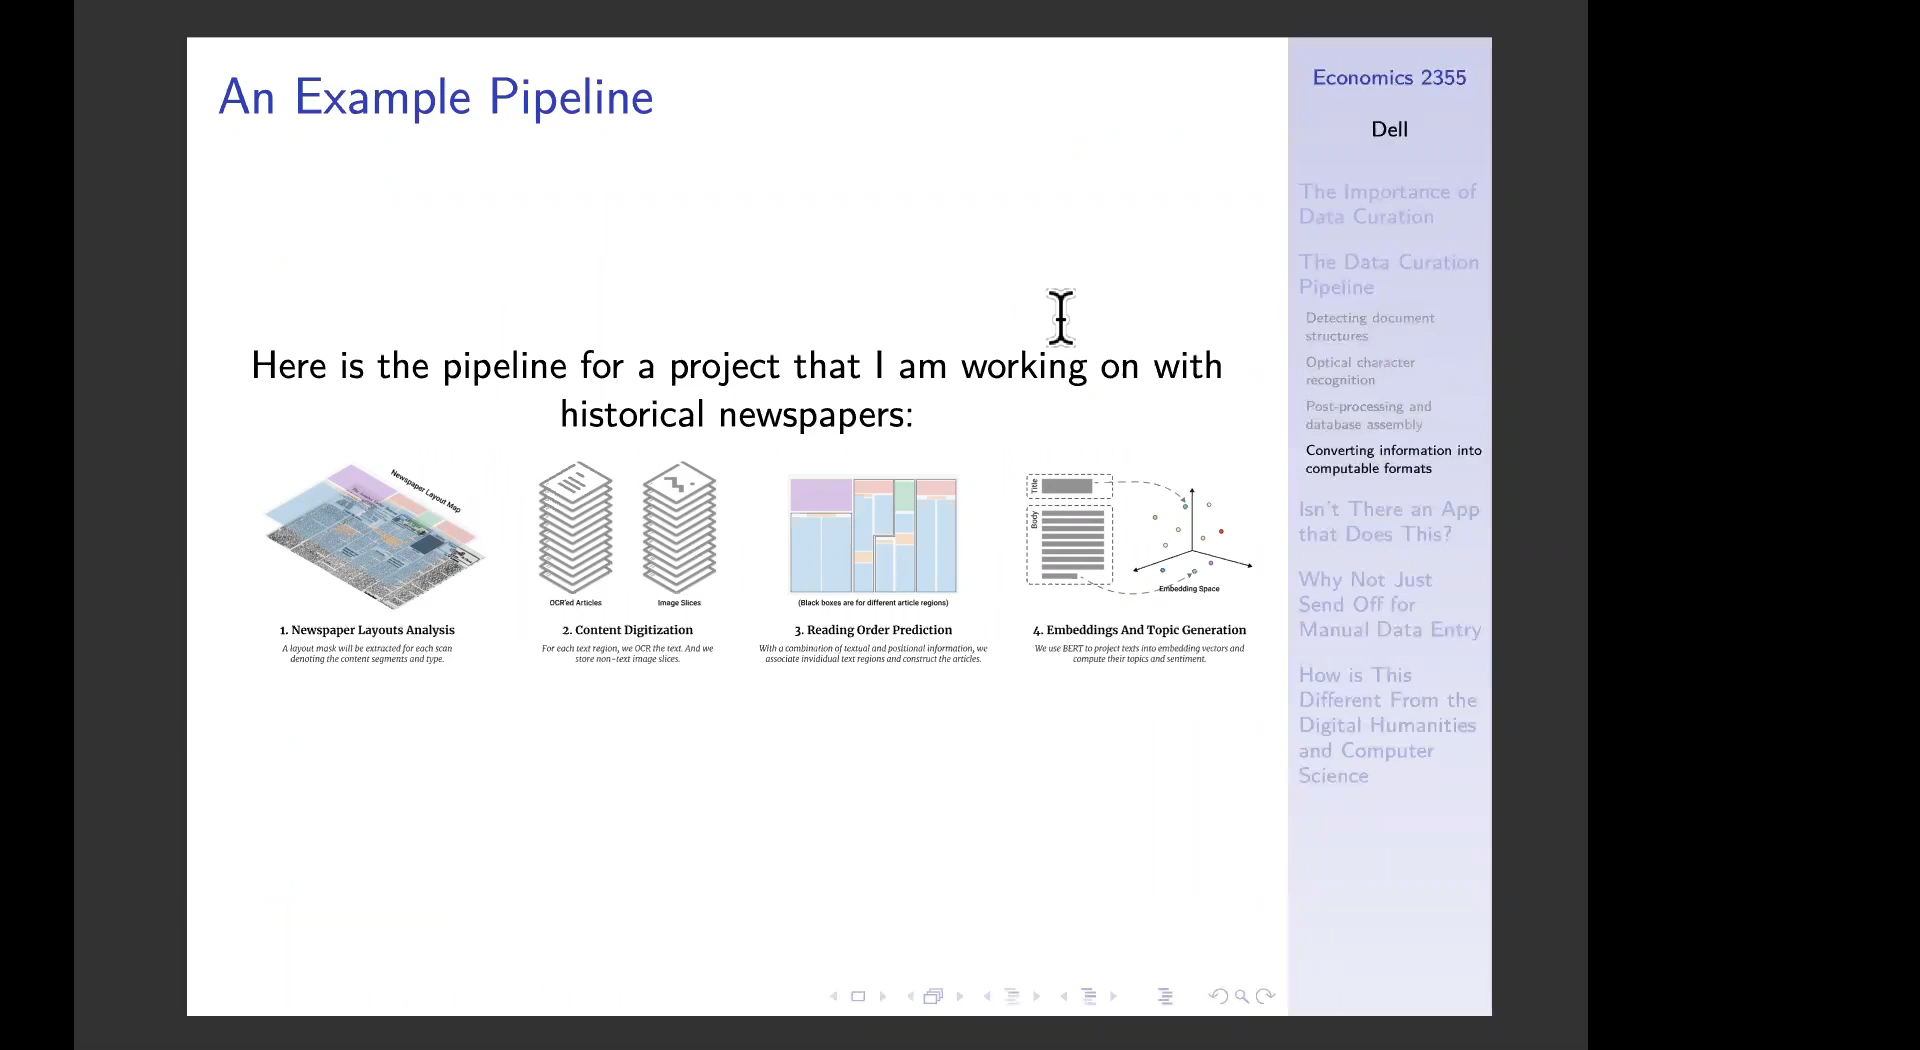 An Example Pipeline
Here is the pipeline for a project that I am working on with
historical newspapers:
Newspaper Layout Map
1. Newspaper Layouts Analysis
A layout mask will be extracted for each scan
denoting the content segments and type.
OCR'ed Articles
Image Slices
2. Content Digitization
For each text region, we OCR the text. And we
store non-text image slices.
(Black boxes are for different article regions)
3. Reading Order Prediction
With a combination of textual and positional information, we
associate invididual text regions and construct the articles.
Title
Body
Embedding Space
4. Embeddings And Topic Generation
We use BERT to project texts into embedding vectors and
compute their topics and sentiment.
Economics 2355
Dell
The Importance of
Data Curation
The Data Curation
Pipeline
Detecting document
structures
Optical character
recognition
Post-processing and
database assembly
Converting information into
computable formats
Isn't There an App
that Does This?
Why Not Just
Send Off for
Manual Data Entry
How is This
Different From the
Digital Humanities
and Computer
Science